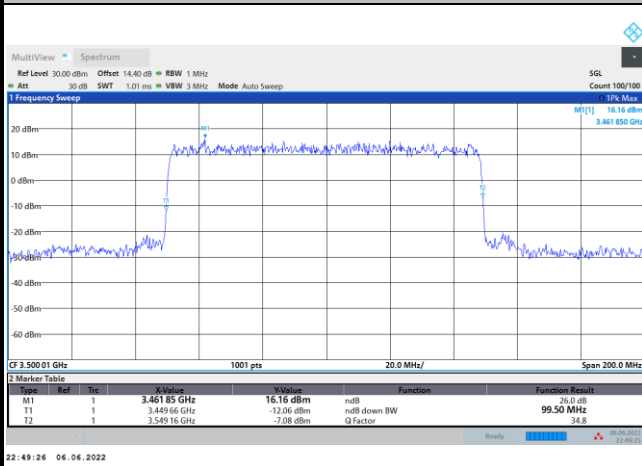 MultiView Spectrum
Ref Level 30.00 dBm Offset 14.40 dB RBW 1 MHz SGL
Att 30 dB SWT 1.01 ms VBW 3 MHz Mode Auto Sweep Count 100/100
1 Frequency Sweep 1Pk Max
M1[1] 16.16 dBm
3.461 850 GHz
20 dBm
M1
10 dBm
0 dBm
T1
T2
-10 dBm
-20 dBm
-30 dBm
-40 dBm
-50 dBm
-60 dBm
CF 3.500 01 GHz 1001 pts 20.0 MHz/ Span 200.0 MHz
2 Marker Table
Type Ref Trc X-Value Y-Value Function Function Result
M1 1 3.461 85 GHz 16.16 dBm ndB 26.0 dB
T1 1 3.449 66 GHz -12.06 dBm ndB down BW 99.50 MHz
T2 1 3.549 16 GHz -7.08 dBm Q Factor 34.8
Ready 06.06.2022
22:49:25
22:49:26 06.06.2022